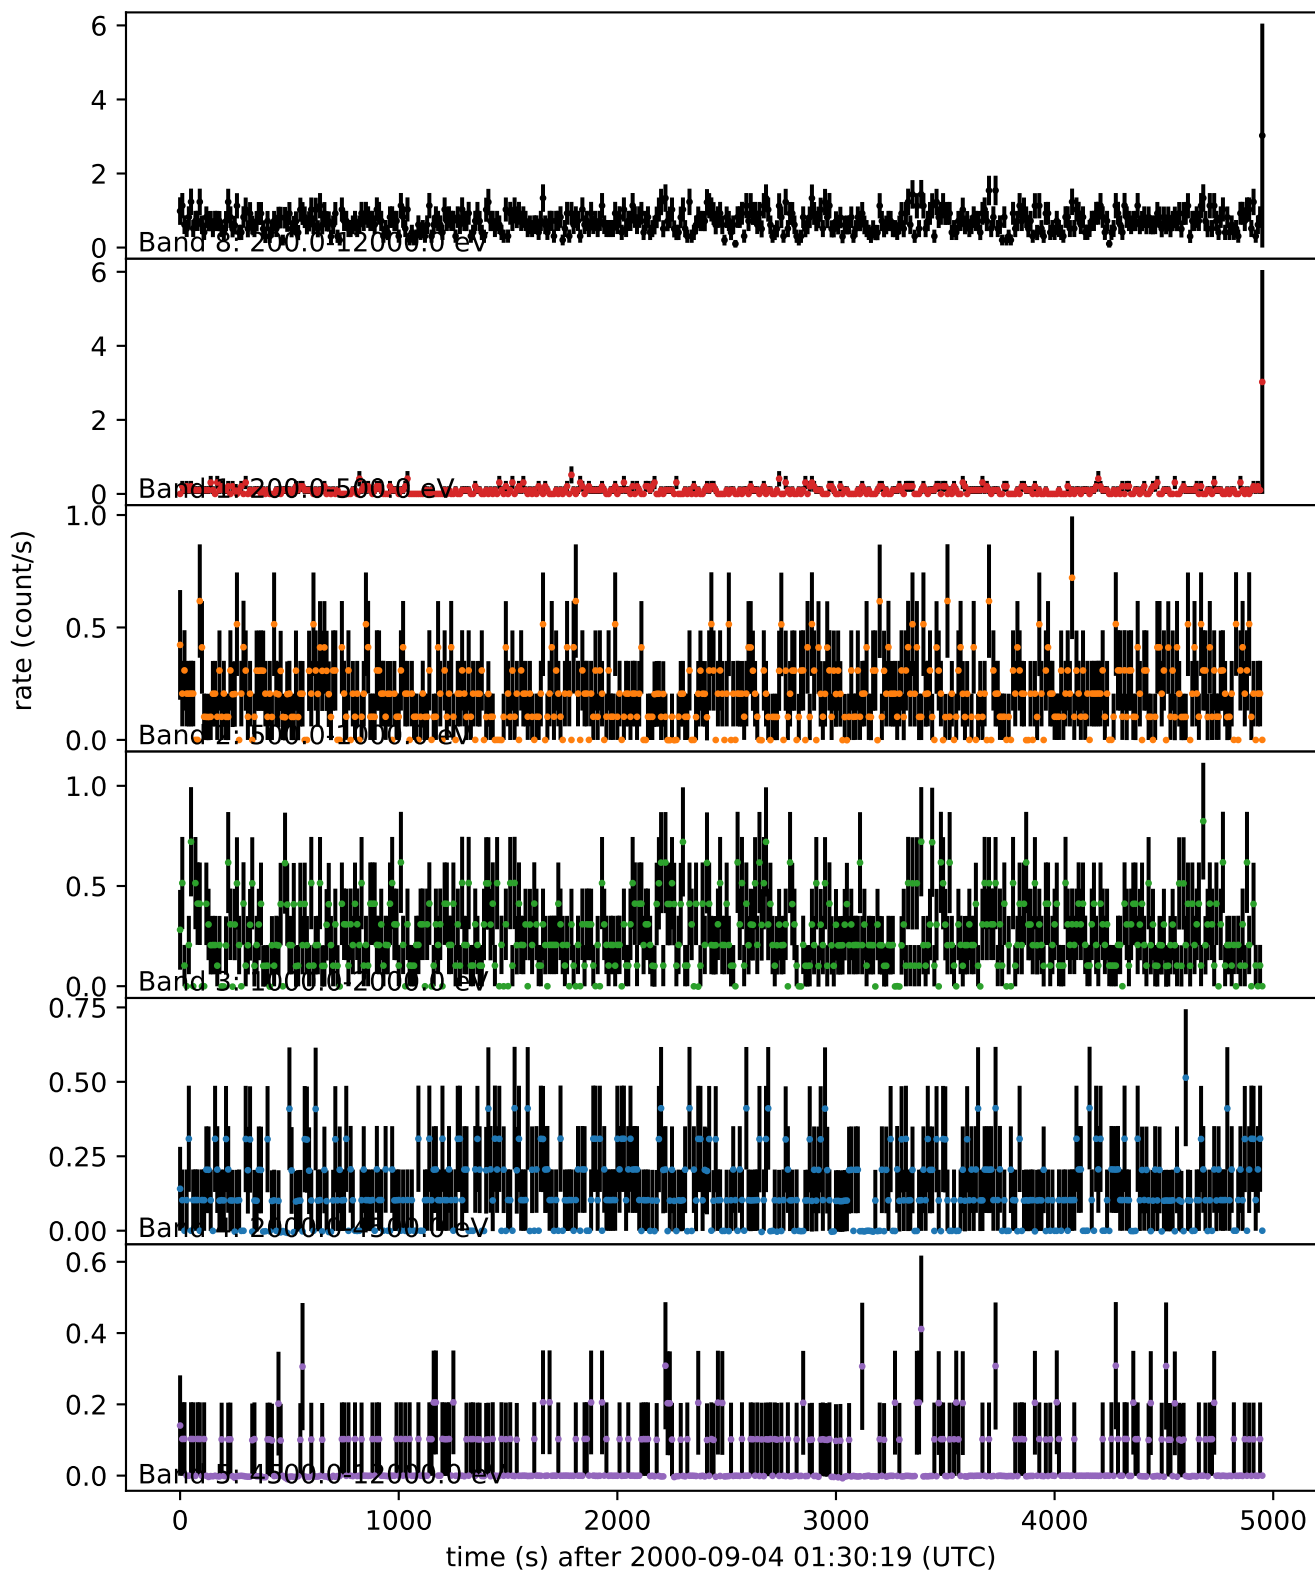 6
4
2
0
Band 8: 200.0-12000.0 eV
6
4
2
0
Band 1: 200.0-500.0 eV
rate (count/s)
1.0
0.5
0.0
Band 2: 500.0-1000.0 eV
1.0
0.5
0.0
Band 3: 1000.0-2000.0 eV
0.75
0.50
0.25
0.00
Band 4: 2000.0-4500.0 eV
0.6
0.4
0.2
0.0
Band 5: 4500.0-12000.0 eV
0 1000 2000 3000 4000 5000
time (s) after 2000-09-04 01:30:19 (UTC)